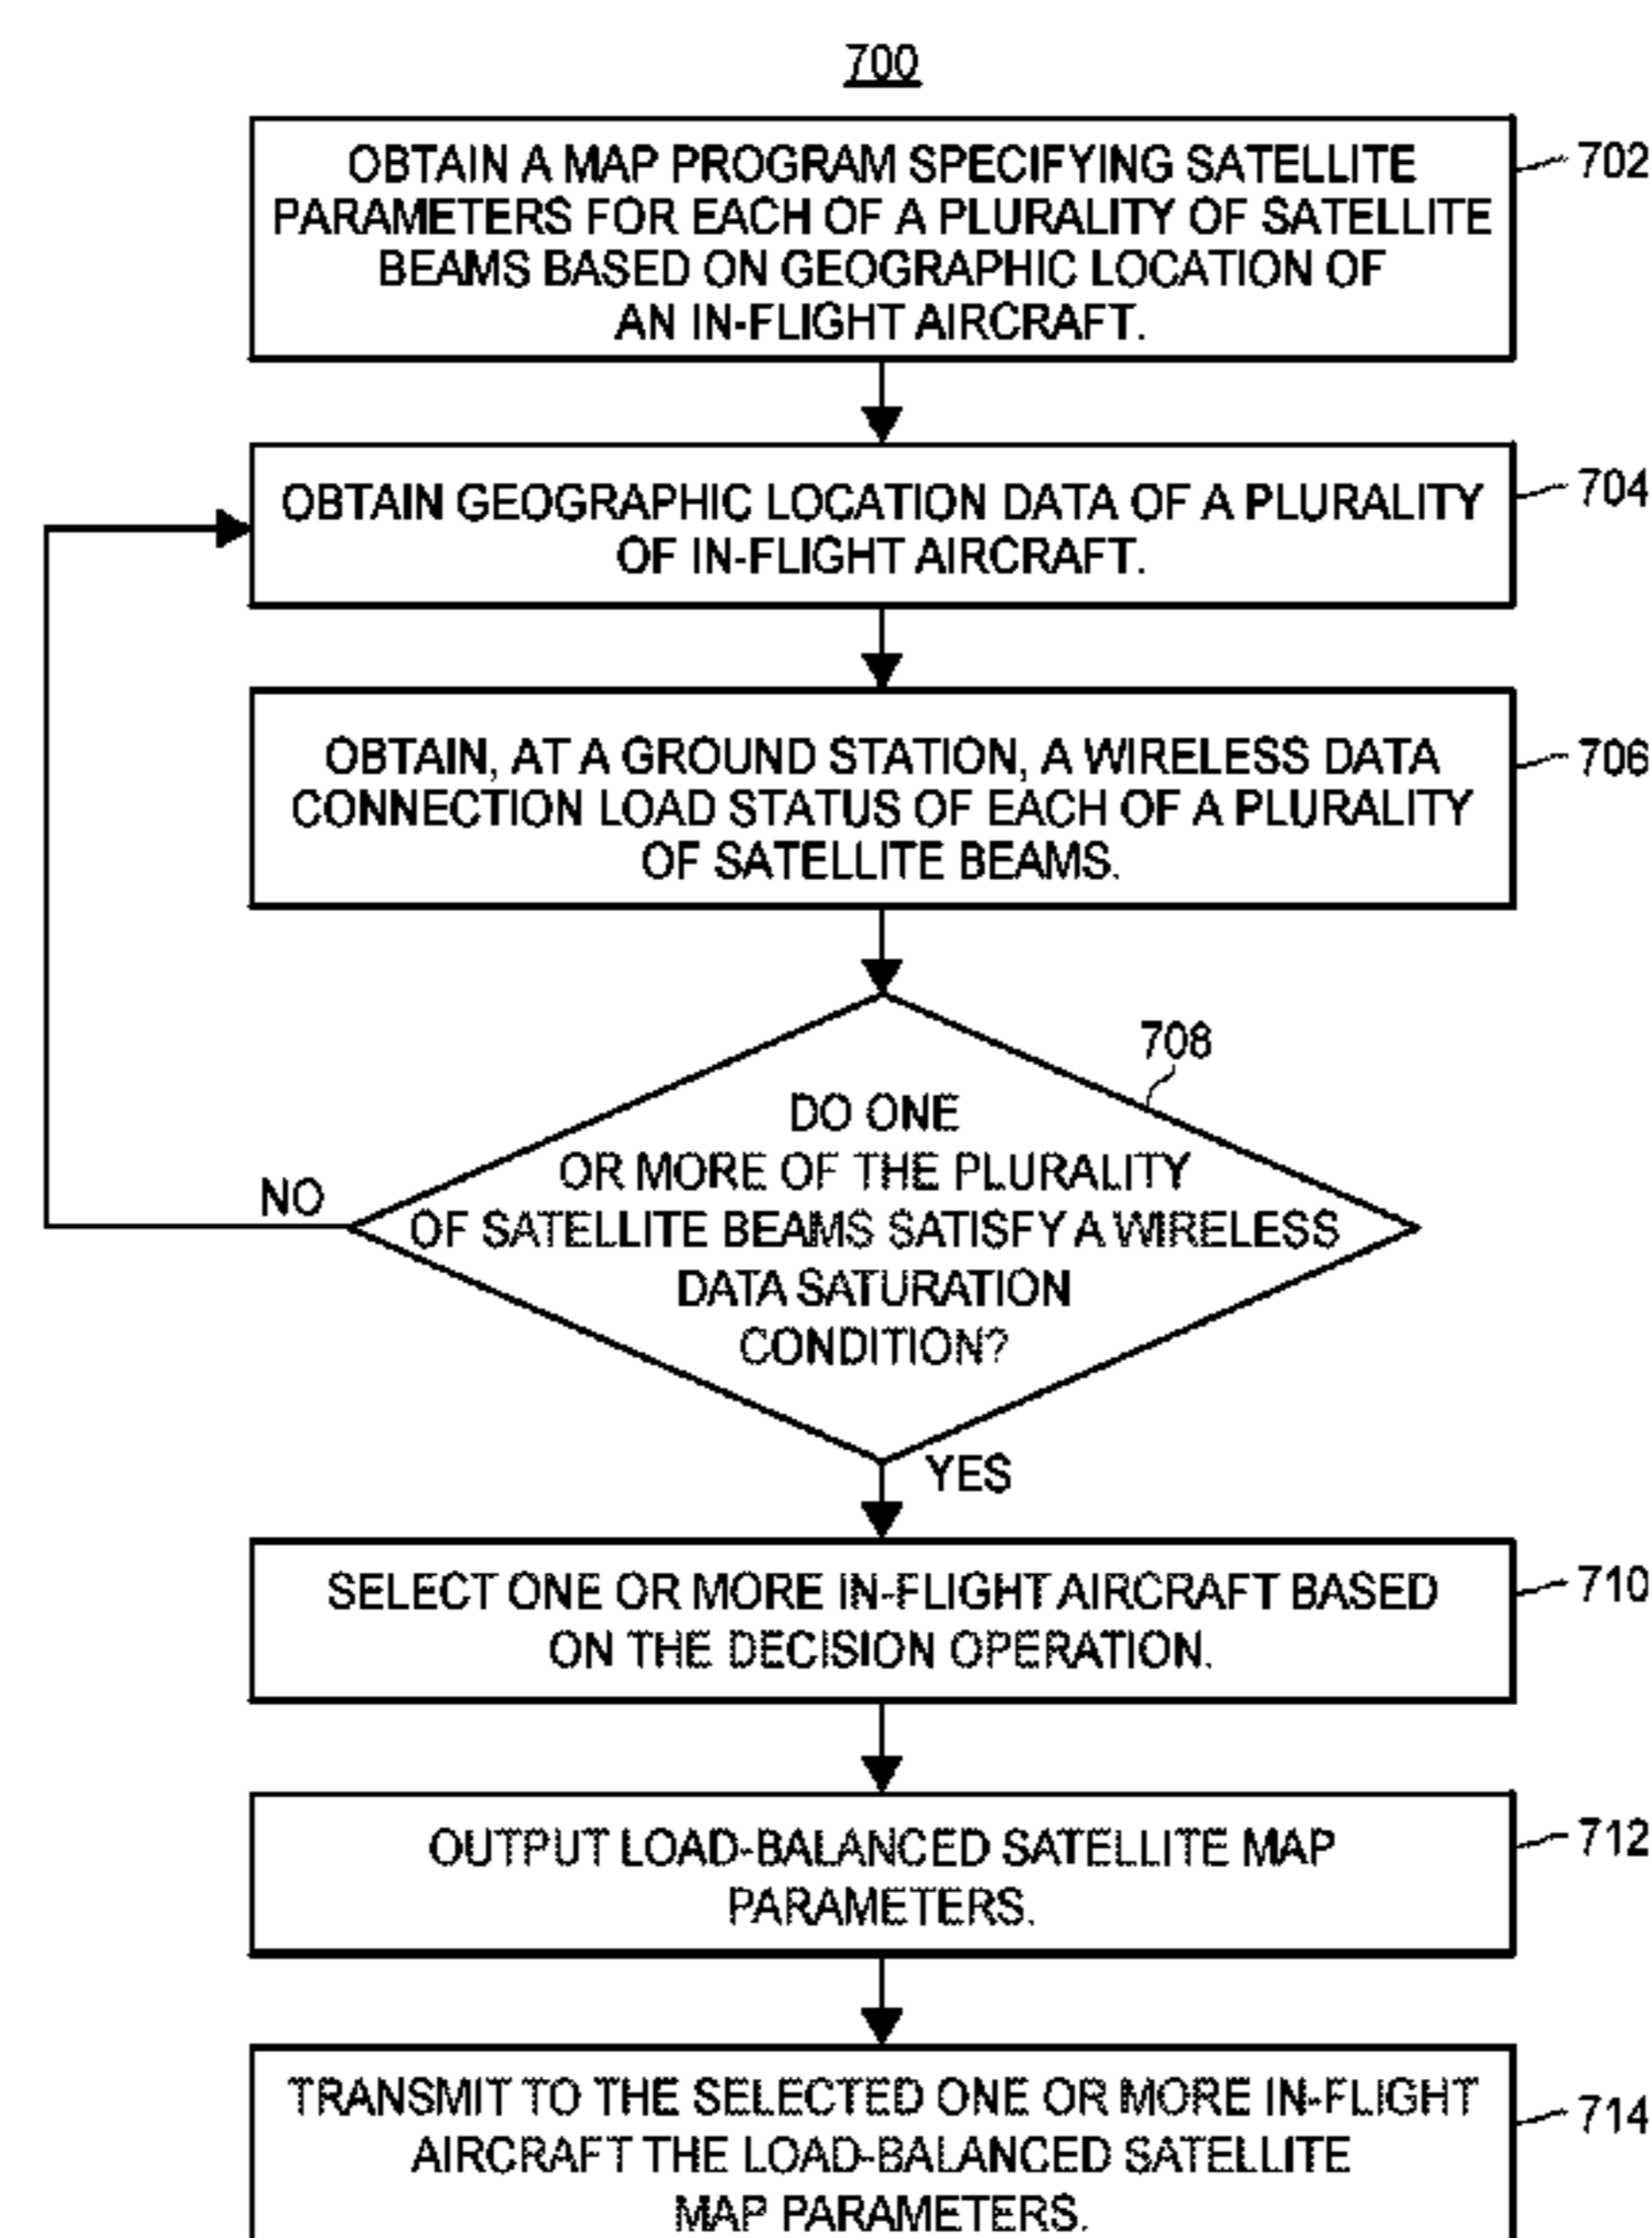 700
OBTAIN A MAP PROGRAM SPECIFYING SATELLITE
PARAMETERS FOR EACH OF A PLURALITY OF SATELLITE
BEAMS BASED ON GEOGRAPHIC LOCATION OF
AN IN-FLIGHT AIRCRAFT.
702
OBTAIN GEOGRAPHIC LOCATION DATA OF A PLURALITY
OF IN-FLIGHT AIRCRAFT.
704
OBTAIN, AT A GROUND STATION, A WIRELESS DATA
CONNECTION LOAD STATUS OF EACH OF A PLURALITY
OF SATELLITE BEAMS.
706
708
DO ONE
OR MORE OF THE PLURALITY
OF SATELLITE BEAMS SATISFY A WIRELESS
DATA SATURATION
CONDITION?
NO
YES
SELECT ONE OR MORE IN-FLIGHT AIRCRAFT BASED
ON THE DECISION OPERATION.
710
OUTPUT LOAD-BALANCED SATELLITE MAP
PARAMETERS.
712
TRANSMIT TO THE SELECTED ONE OR MORE IN-FLIGHT
AIRCRAFT THE LOAD-BALANCED SATELLITE
MAP PARAMETERS.
714